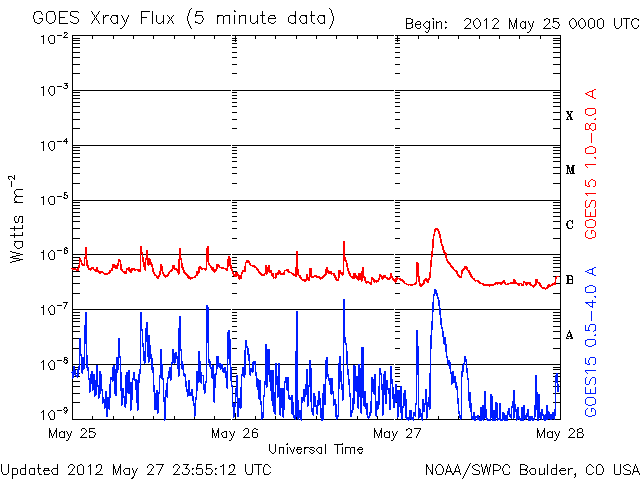 GOES Xray Flux (5 minute data)
Begin: 2012 May 25 0000 UTC
10⁻²
10⁻³
10⁻⁴
10⁻⁵
10⁻⁶
10⁻⁷
10⁻⁸
10⁻⁹
Watts m⁻²
X
M
C
B
A
GOES15 1.0-8.0 A
GOES15 0.5-4.0 A
May 25
May 26
May 27
May 28
Universal Time
Updated 2012 May 27 23:55:12 UTC
NOAA/SWPC Boulder, CO USA